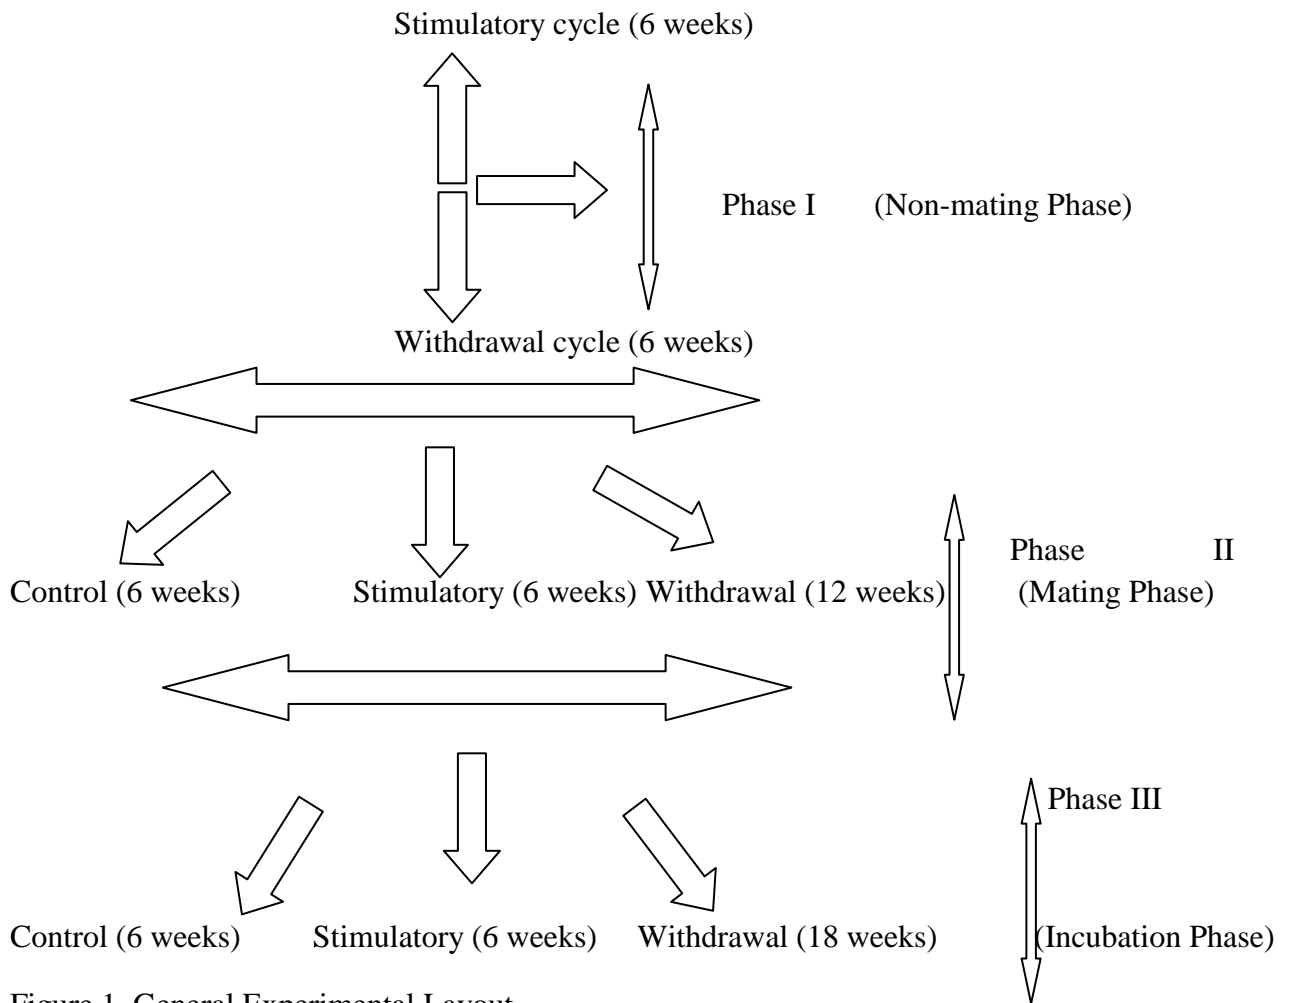 Stimulatory cycle (6 weeks)
Phase I (Non-mating Phase)
Withdrawal cycle (6 weeks)
Phase II
Control (6 weeks) Stimulatory (6 weeks) Withdrawal (12 weeks) (Mating Phase)
Phase III
Control (6 weeks) Stimulatory (6 weeks) Withdrawal (18 weeks) (Incubation Phase)
Figure 1. General Experimental Layout